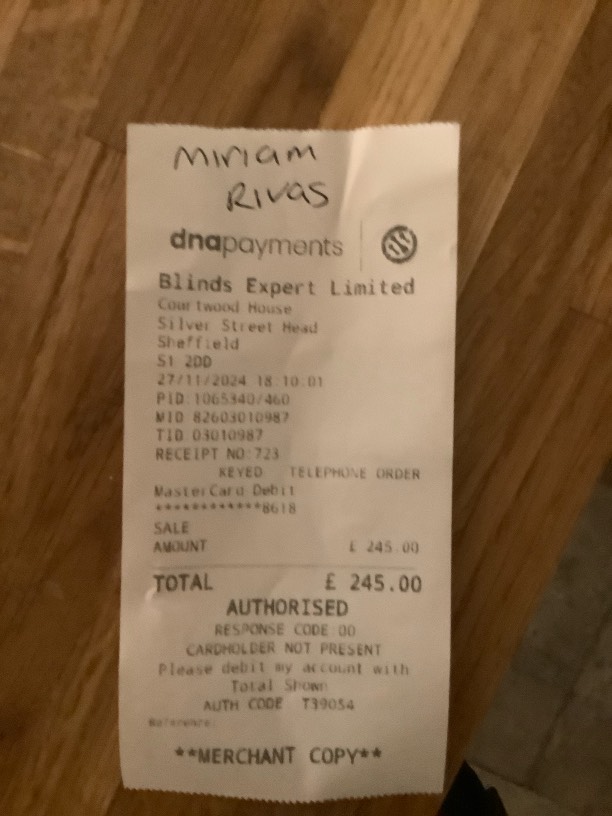 Miriam
Rivas
dnapayments
Blinds Expert Limited
Courtwood House
Silver Street Head
Sheffield
S1 2DD
27/11/2024 18:10:01
PID:1065340/460
MID:82603010987
TID:03010987
RECEIPT NO:723
KEYED TELEPHONE ORDER
MasterCard Debit
************8618
SALE
AMOUNT £ 245.00
TOTAL £ 245.00
AUTHORISED
RESPONSE CODE:00
CARDHOLDER NOT PRESENT
Please debit my account with
Total Shown
AUTH CODE T39054
Reference:
**MERCHANT COPY**